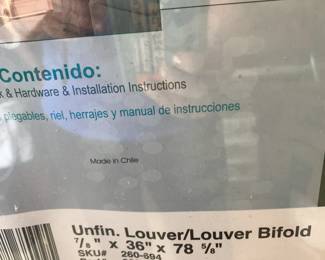 Contenido:
& Hardware & Installation Instructions
plegables, riel, herrajes y manual de instrucciones
Made in Chile
Unfin. Louver/Louver Bifold
7/8" x 36" x 78 5/8"
SKU# 260-694